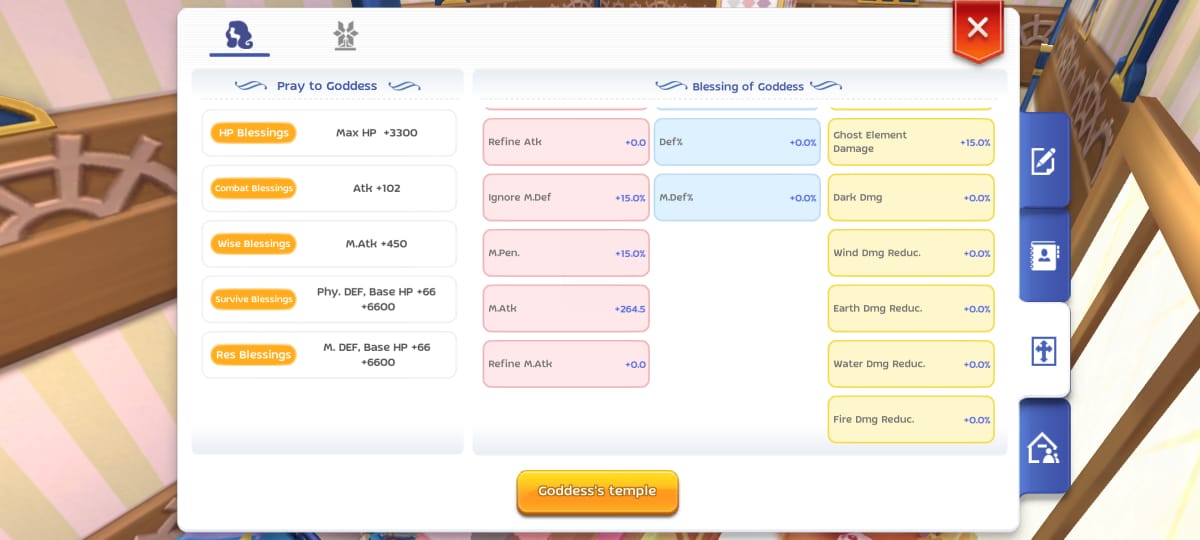 Pray to Goddess
HP Blessings
Max HP +3300
Combat Blessings
Atk +102
Wise Blessings
M.Atk +450
Survive Blessings
Phy. DEF, Base HP +66
+6600
Res Blessings
M. DEF, Base HP +66
+6600
Blessing of Goddess
Refine Atk +0.0
Ignore M.Def +15.0%
M.Pen. +15.0%
M.Atk +264.5
Refine M.Atk +0.0
Def% +0.0%
M.Def% +0.0%
Ghost Element
Damage
+15.0%
Dark Dmg +0.0%
Wind Dmg Reduc. +0.0%
Earth Dmg Reduc. +0.0%
Water Dmg Reduc. +0.0%
Fire Dmg Reduc. +0.0%
Goddess's temple